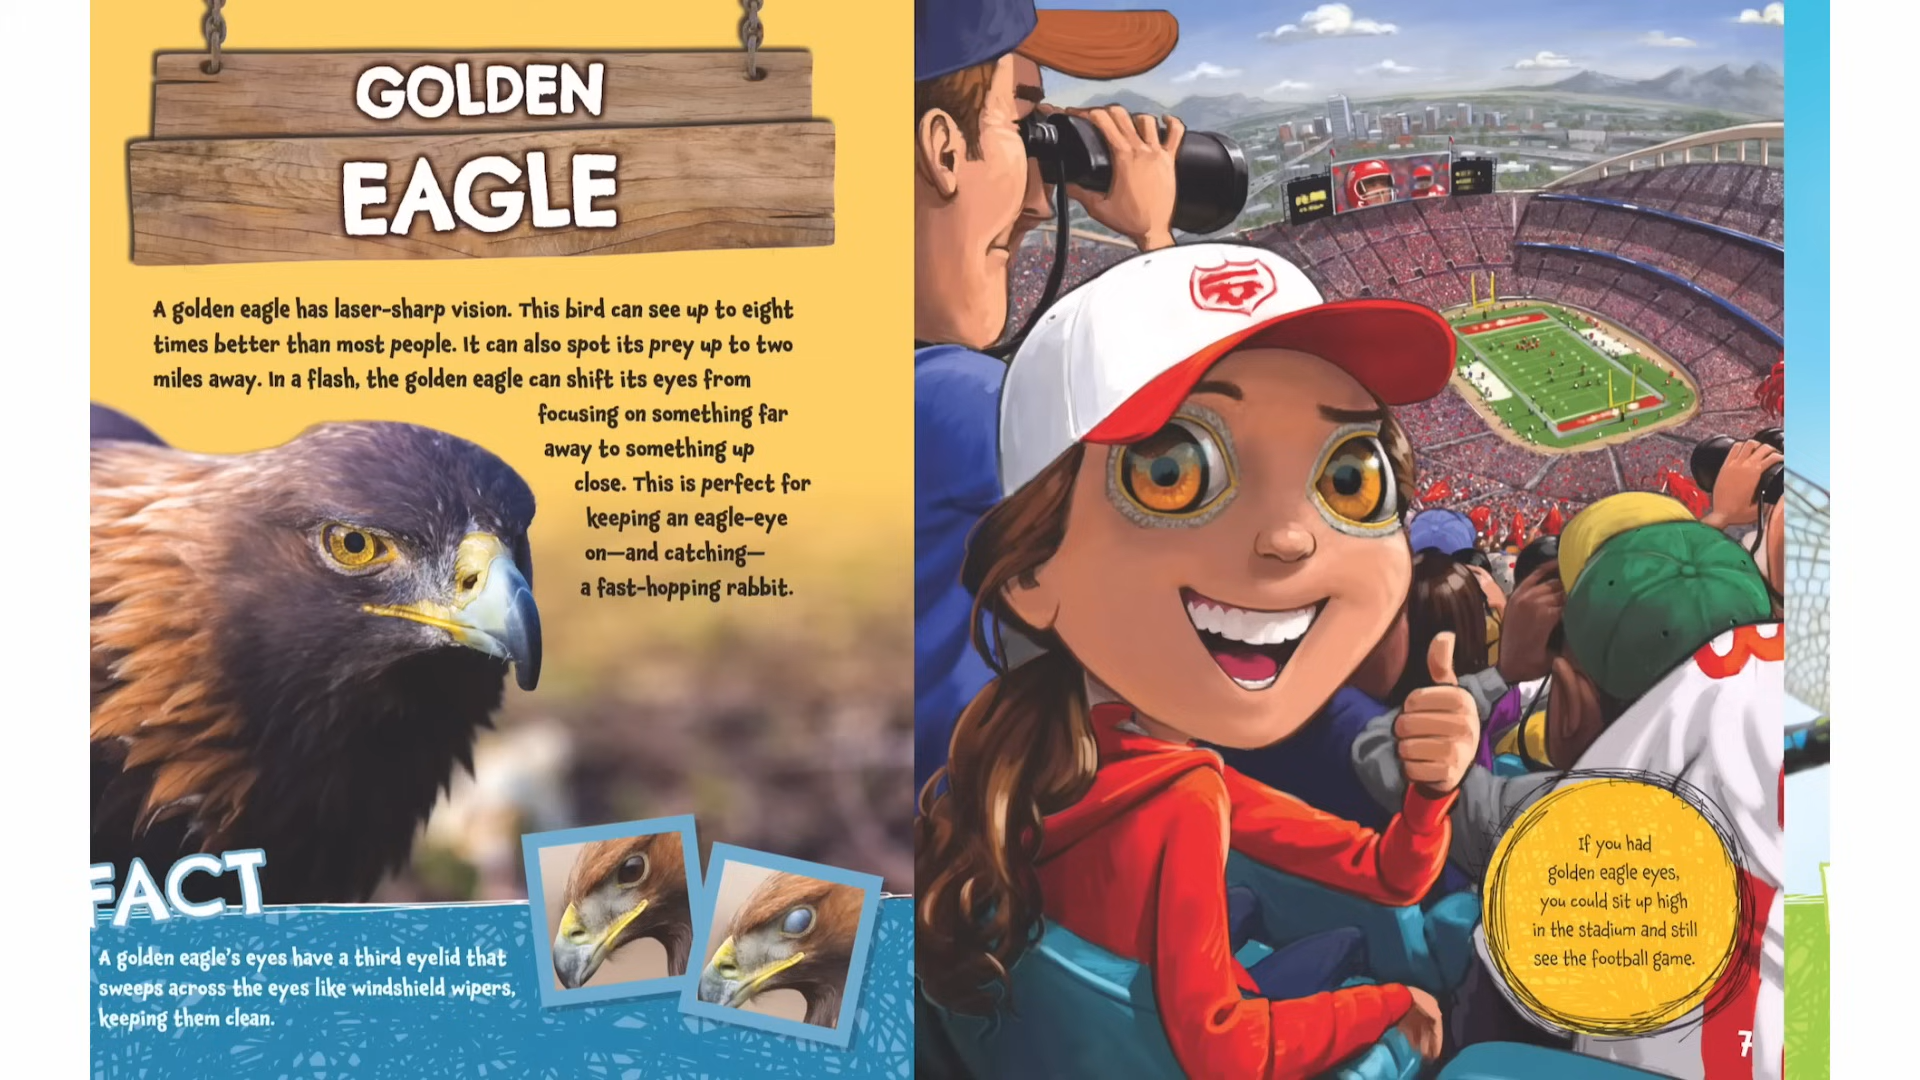 GOLDEN
EAGLE
A golden eagle has laser-sharp vision. This bird can see up to eight
times better than most people. It can also spot its prey up to two
miles away. In a flash, the golden eagle can shift its eyes from
focusing on something far
away to something up
close. This is perfect for
keeping an eagle-eye
on—and catching—
a fast-hopping rabbit.
FACT
A golden eagle's eyes have a third eyelid that
sweeps across the eyes like windshield wipers,
keeping them clean.
If you had
golden eagle eyes,
you could sit up high
in the stadium and still
see the football game.
7